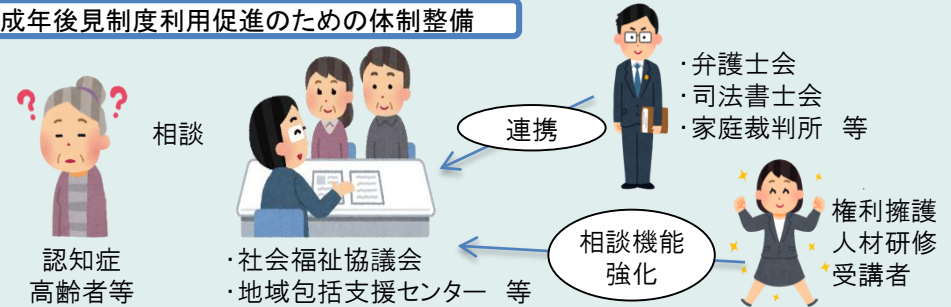 成年後見制度利用促進のための体制整備
相談
認知症
高齢者等
・社会福祉協議会
・地域包括支援センター 等
連携
・弁護士会
・司法書士会
・家庭裁判所 等
相談機能
強化
権利擁護
人材研修
受講者